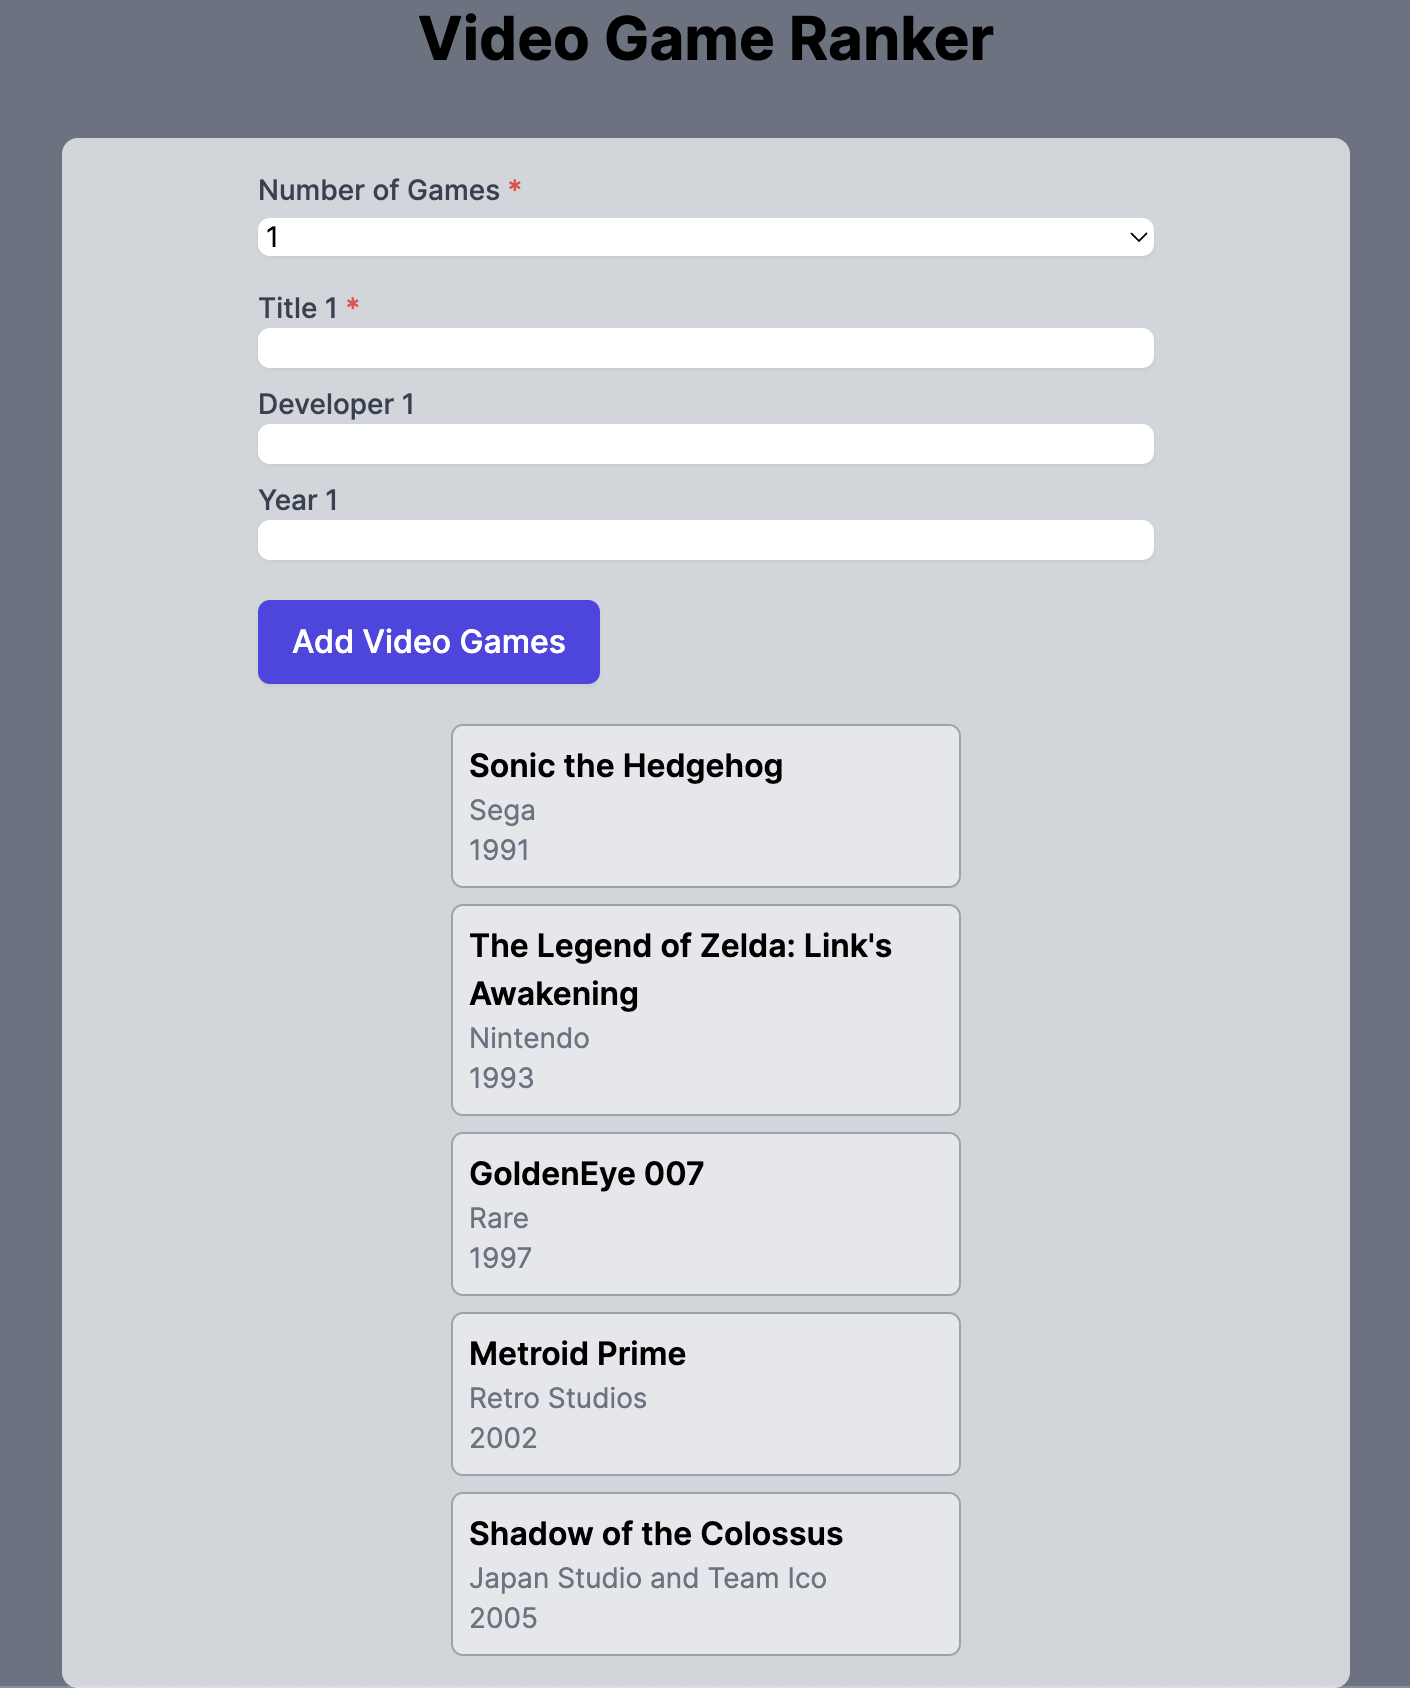 Video Game Ranker
Number of Games *
1
Title 1 *
Developer 1
Year 1
Add Video Games
Sonic the Hedgehog
Sega
1991
The Legend of Zelda: Link's
Awakening
Nintendo
1993
GoldenEye 007
Rare
1997
Metroid Prime
Retro Studios
2002
Shadow of the Colossus
Japan Studio and Team Ico
2005